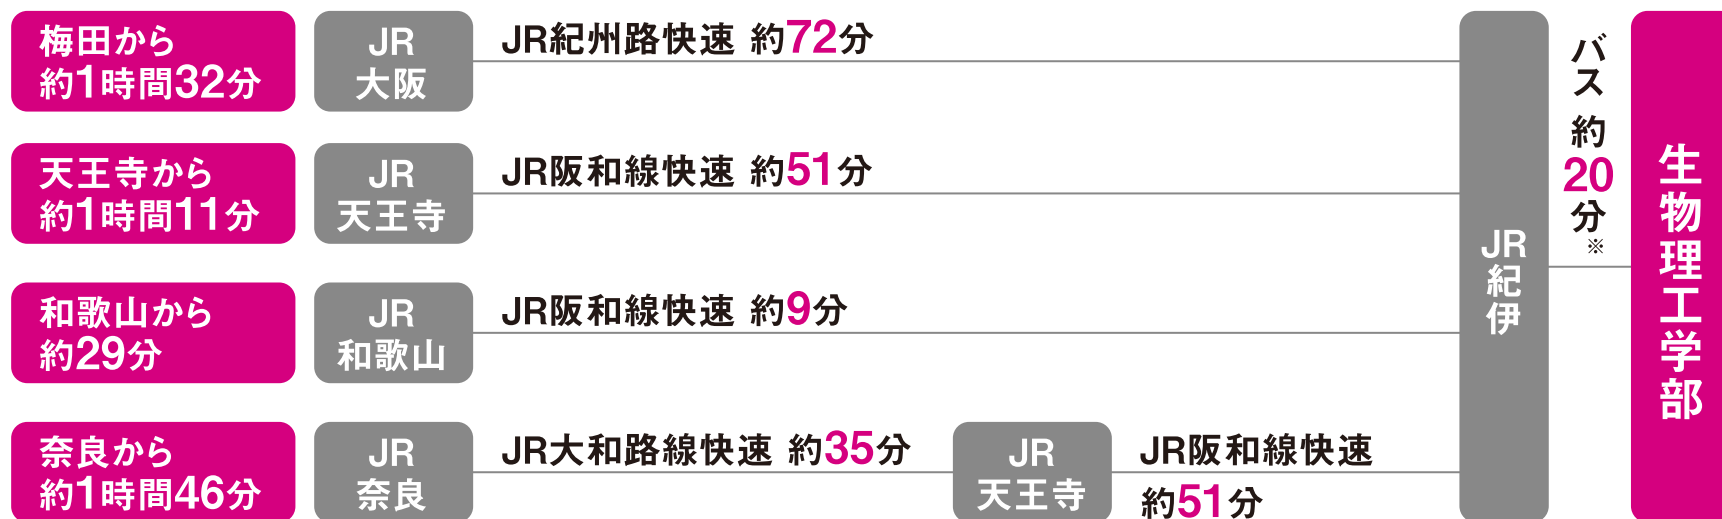 梅田から
約1時間32分
JR
大阪
JR紀州路快速 約72分
天王寺から
約1時間11分
JR
天王寺
JR阪和線快速 約51分
和歌山から
約29分
JR
和歌山
JR阪和線快速 約9分
奈良から
約1時間46分
JR
奈良
JR大和路線快速 約35分
JR
天王寺
JR阪和線快速
約51分
JR紀伊
バス 約20分※
生物理工学部